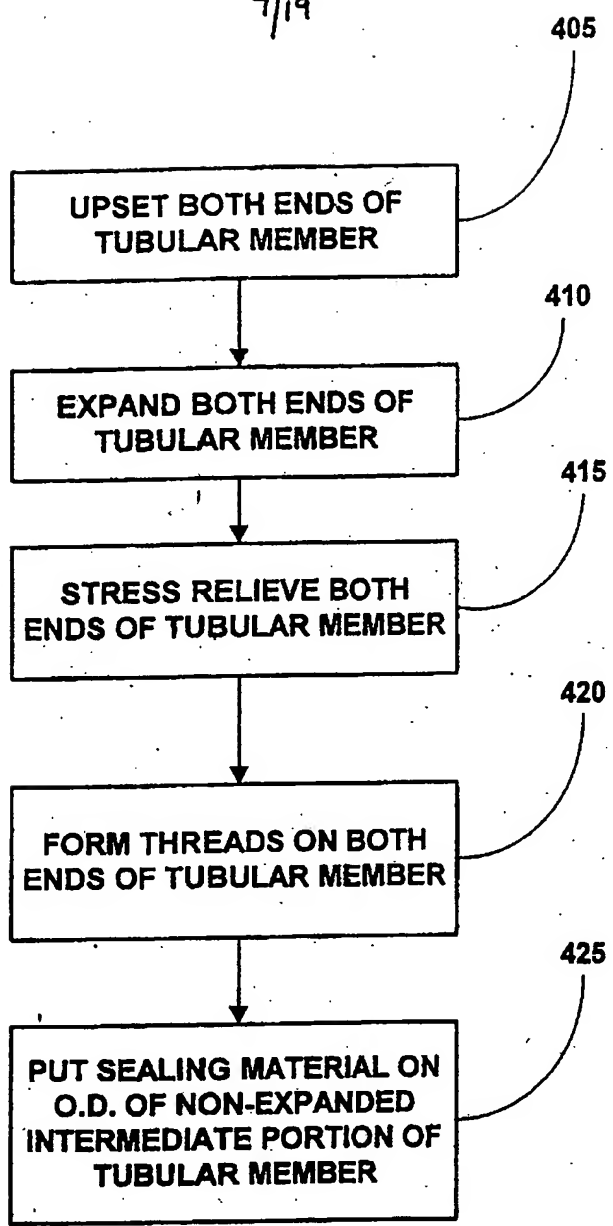 7/19
405
UPSET BOTH ENDS OF
TUBULAR MEMBER
410
EXPAND BOTH ENDS OF
TUBULAR MEMBER
415
STRESS RELIEVE BOTH
ENDS OF TUBULAR MEMBER
420
FORM THREADS ON BOTH
ENDS OF TUBULAR MEMBER
425
PUT SEALING MATERIAL ON
O.D. OF NON-EXPANDED
INTERMEDIATE PORTION OF
TUBULAR MEMBER